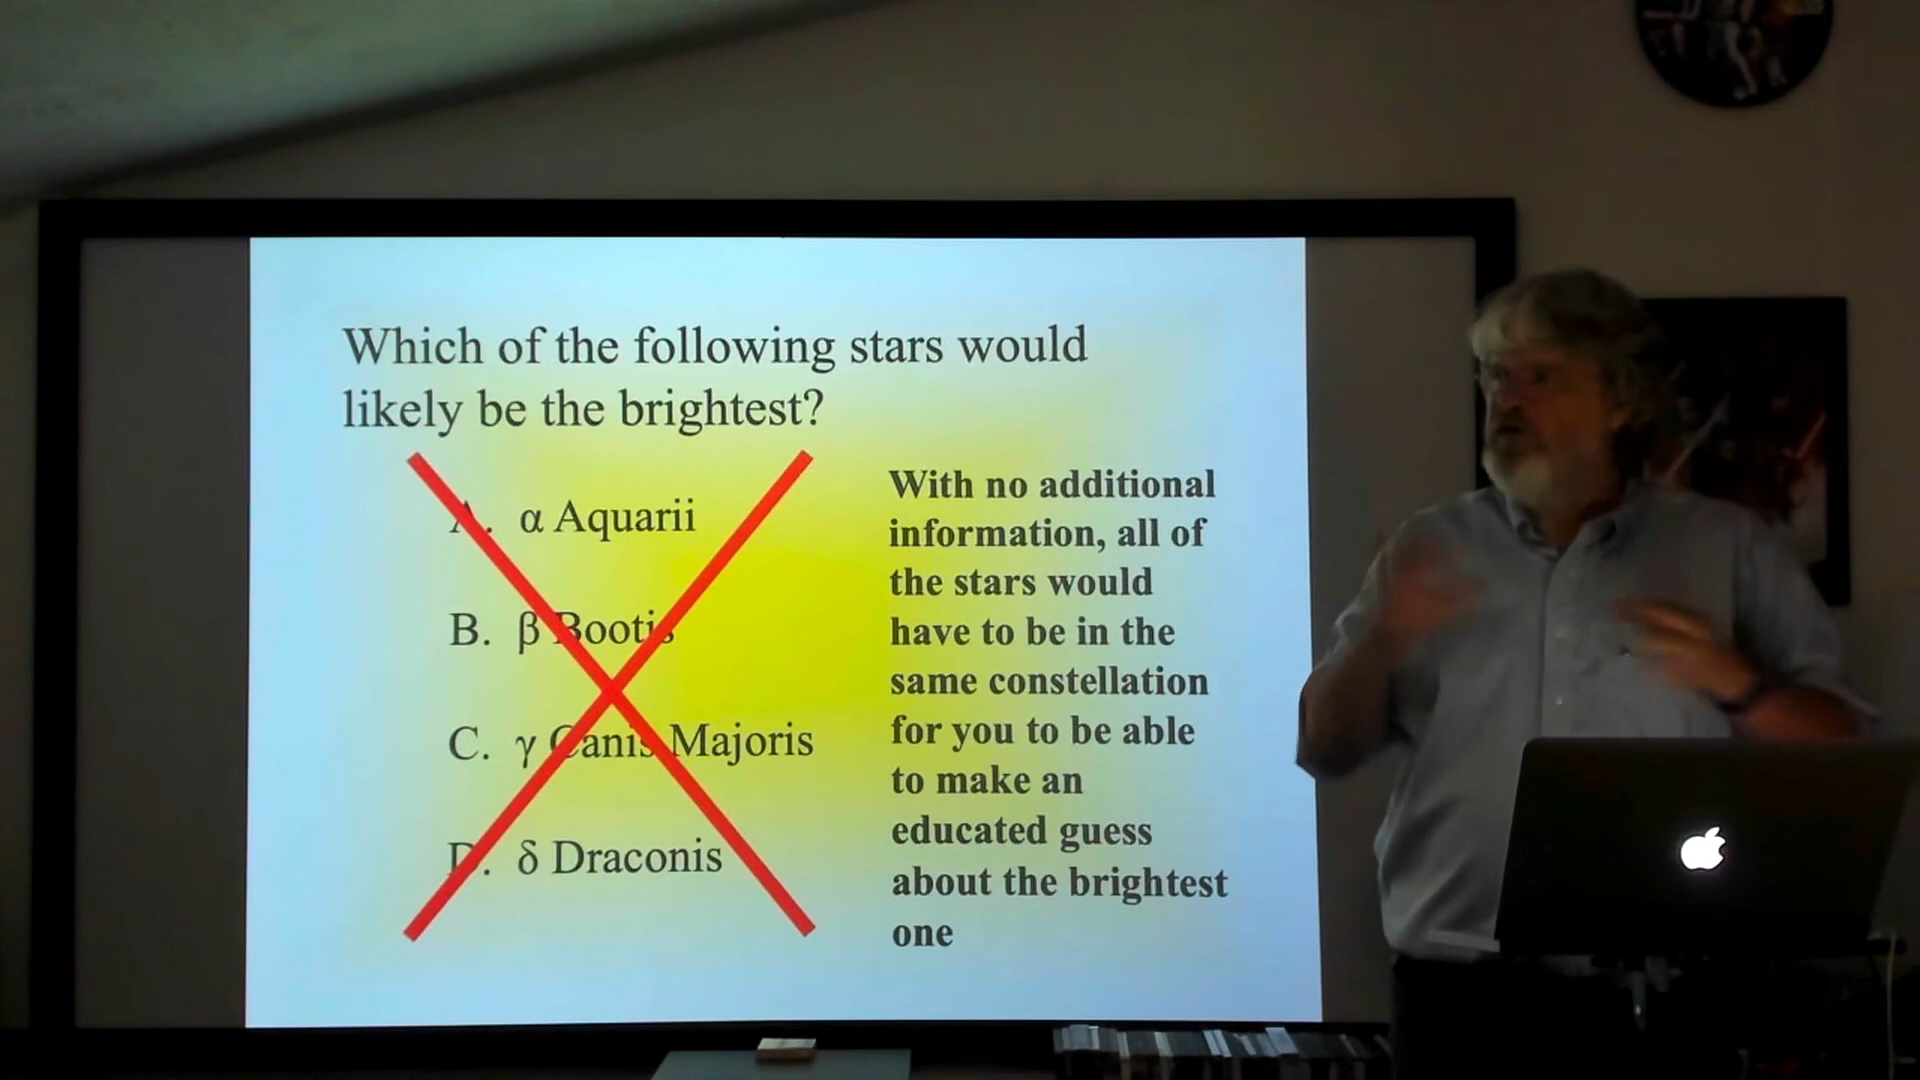 Which of the following stars would
likely be the brightest?
A. α Aquarii
B. β Bootis
C. γ Canis Majoris
D. δ Draconis
With no additional
information, all of
the stars would
have to be in the
same constellation
for you to be able
to make an
educated guess
about the brightest
one